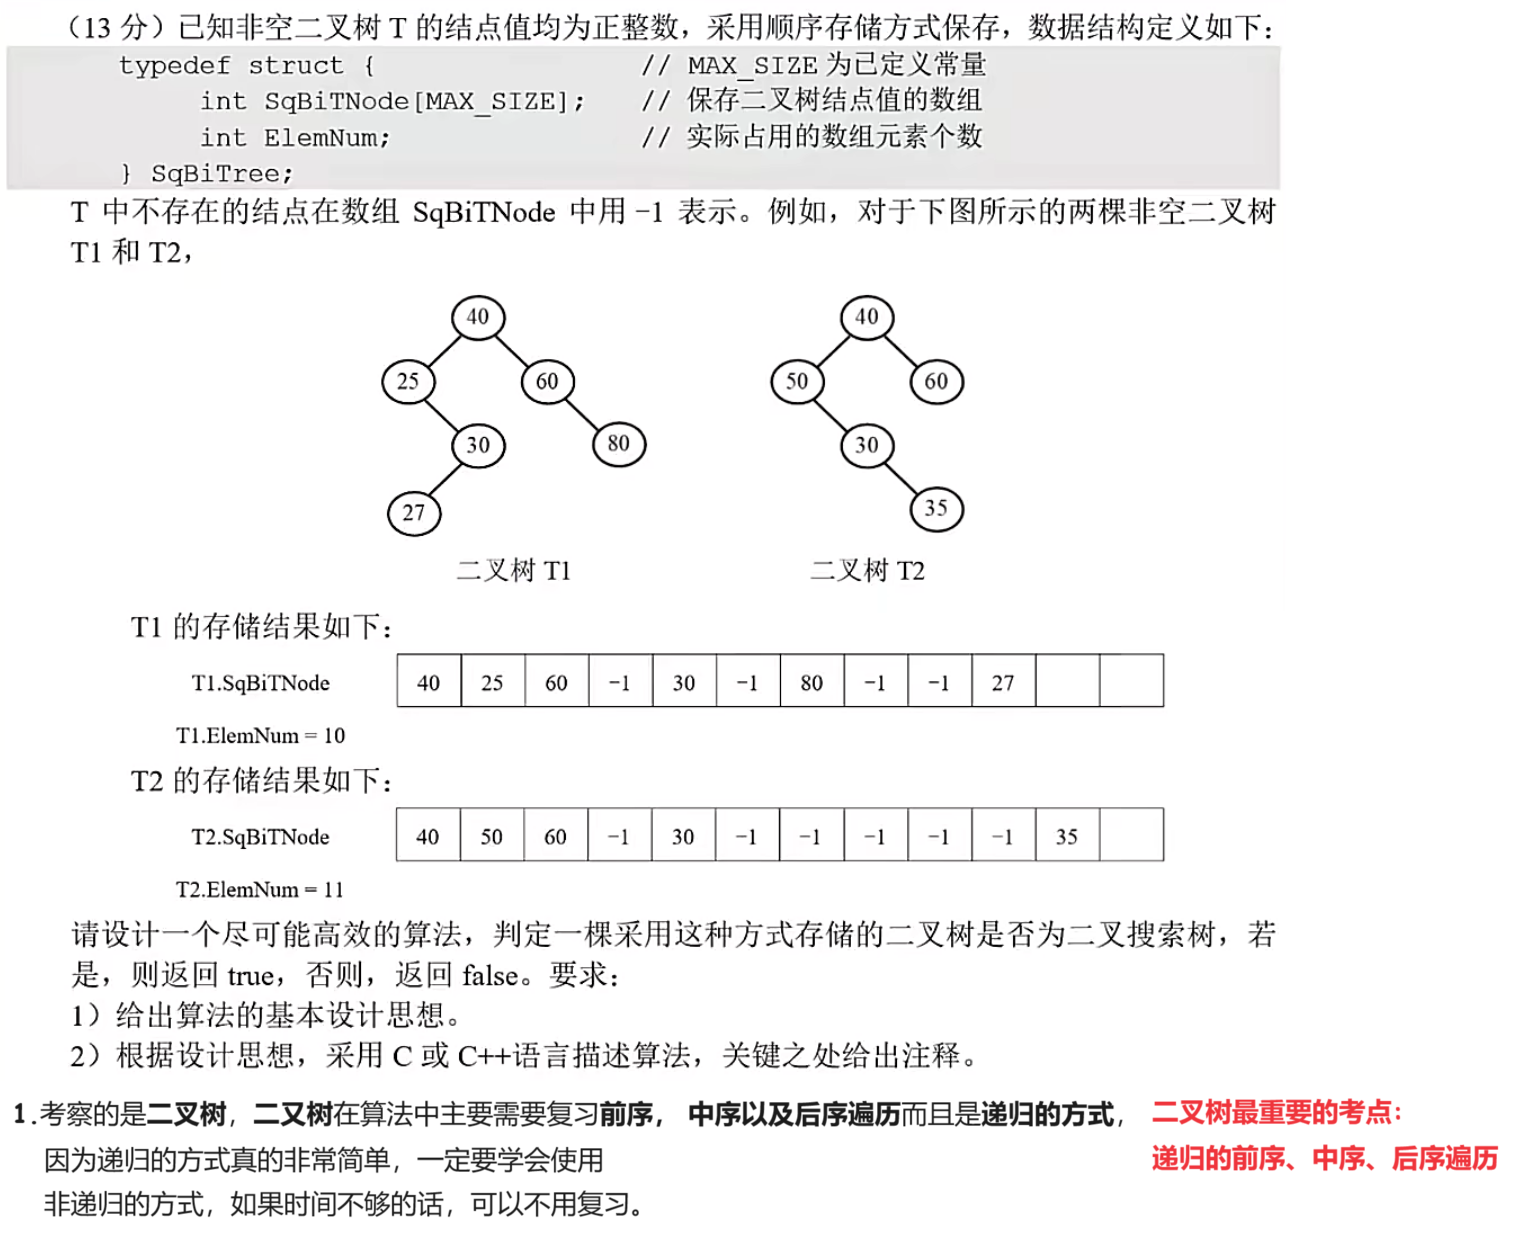 （13 分）已知非空二叉树 T 的结点值均为正整数，采用顺序存储方式保存，数据结构定义如下：
typedef struct {    // MAX_SIZE 为已定义常量
int SqBiTNode[MAX_SIZE];    // 保存二叉树结点值的数组
int ElemNum;    // 实际占用的数组元素个数
} SqBiTree;
T 中不存在的结点在数组 SqBiTNode 中用 −1 表示。例如，对于下图所示的两棵非空二叉树
T1 和 T2，
40 40
25 60 50 60
30 80 30
27 35
二叉树 T1 二叉树 T2
T1 的存储结果如下：
T1.SqBiTNode 40 25 60 −1 30 −1 80 −1 −1 27
T1.ElemNum = 10
T2 的存储结果如下：
T2.SqBiTNode 40 50 60 −1 30 −1 −1 −1 −1 −1 35
T2.ElemNum = 11
请设计一个尽可能高效的算法，判定一棵采用这种方式存储的二叉树是否为二叉搜索树，若
是，则返回 true，否则，返回 false。要求：
1）给出算法的基本设计思想。
2）根据设计思想，采用 C 或 C++语言描述算法，关键之处给出注释。
1.考察的是二叉树，二又树在算法中主要需要复习前序， 中序以及后序遍历而且是递归的方式， 二叉树最重要的考点：
因为递归的方式真的非常简单，一定要学会使用 递归的前序、中序、后序遍历
非递归的方式，如果时间不够的话，可以不用复习。